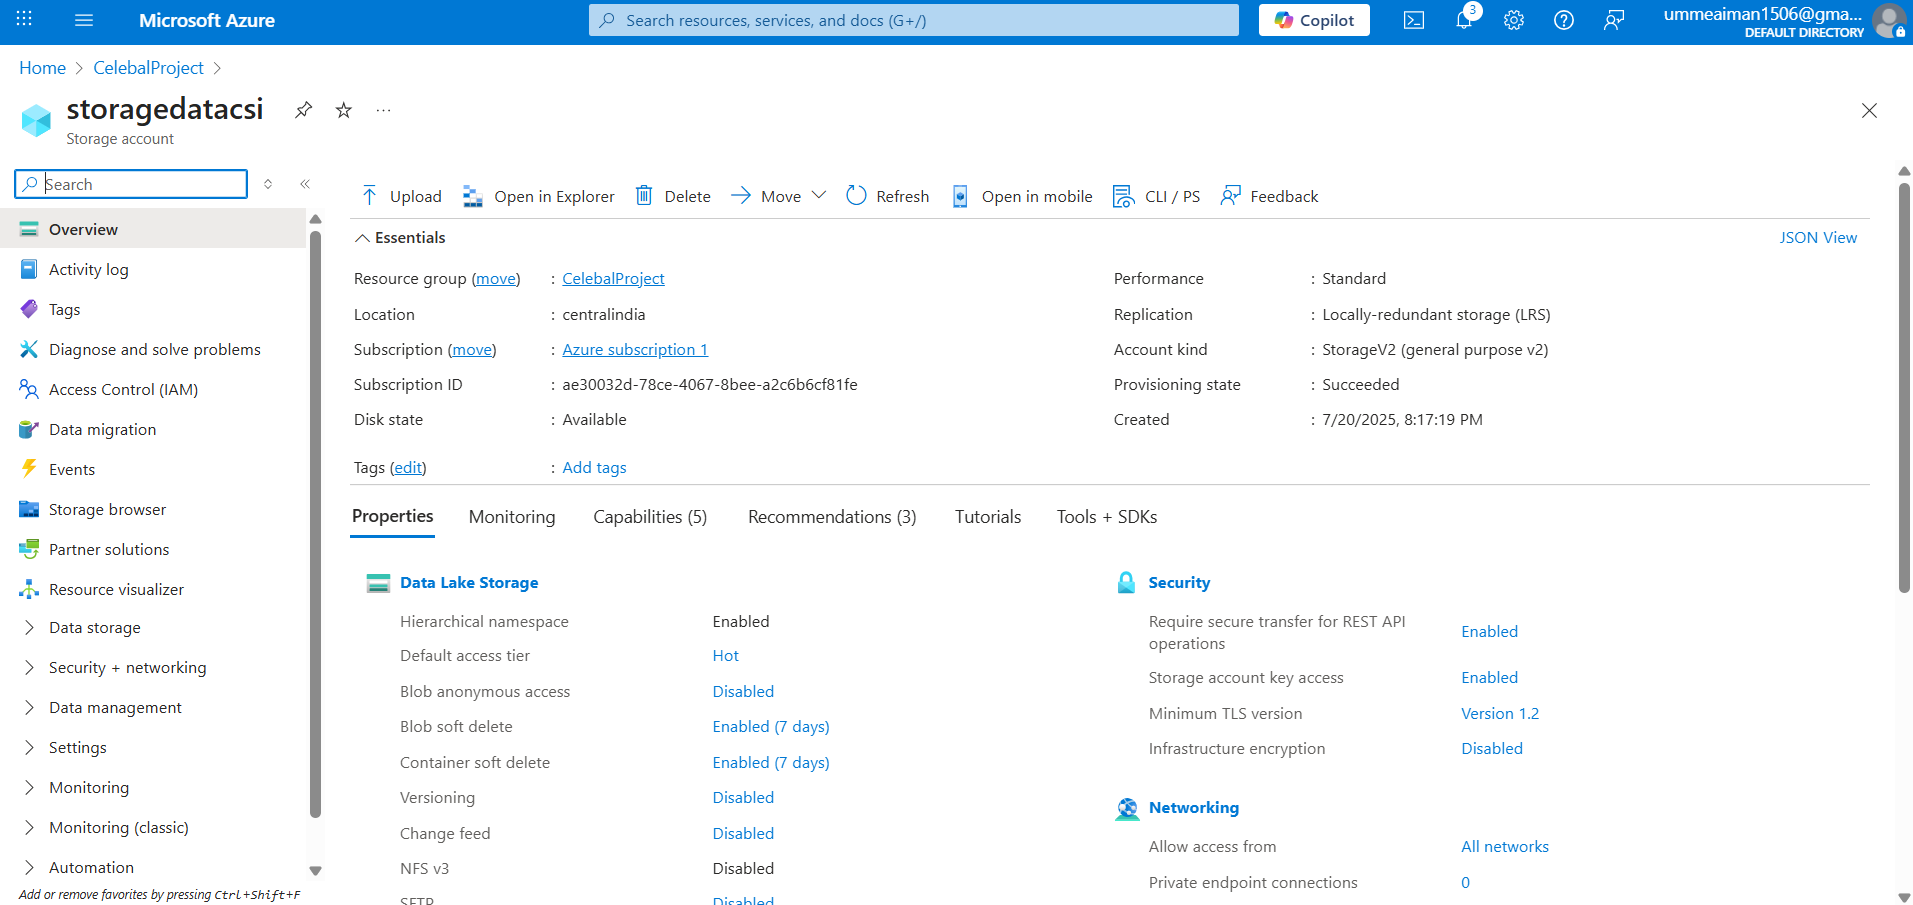 Microsoft Azure
Search resources, services, and docs (G+/)
Copilot
3
ummeaiman1506@gma...
DEFAULT DIRECTORY
Home > CelebalProject >
storagedatacsi
...
Storage account
Search
Overview
Activity log
Tags
Diagnose and solve problems
Access Control (IAM)
Data migration
Events
Storage browser
Partner solutions
Resource visualizer
Data storage
Security + networking
Data management
Settings
Monitoring
Monitoring (classic)
Automation
Add or remove favorites by pressing Ctrl+Shift+F
Upload Open in Explorer Delete Move Refresh Open in mobile CLI / PS Feedback
Essentials
JSON View
Resource group (move) : CelebalProject
Location : centralindia
Subscription (move) : Azure subscription 1
Subscription ID : ae30032d-78ce-4067-8bee-a2c6b6cf81fe
Disk state : Available
Tags (edit) : Add tags
Performance : Standard
Replication : Locally-redundant storage (LRS)
Account kind : StorageV2 (general purpose v2)
Provisioning state : Succeeded
Created : 7/20/2025, 8:17:19 PM
Properties Monitoring Capabilities (5) Recommendations (3) Tutorials Tools + SDKs
Data Lake Storage
Hierarchical namespace Enabled
Default access tier Hot
Blob anonymous access Disabled
Blob soft delete Enabled (7 days)
Container soft delete Enabled (7 days)
Versioning Disabled
Change feed Disabled
NFS v3 Disabled
SFTP Disabled
Security
Require secure transfer for REST API
operations Enabled
Storage account key access Enabled
Minimum TLS version Version 1.2
Infrastructure encryption Disabled
Networking
Allow access from All networks
Private endpoint connections 0